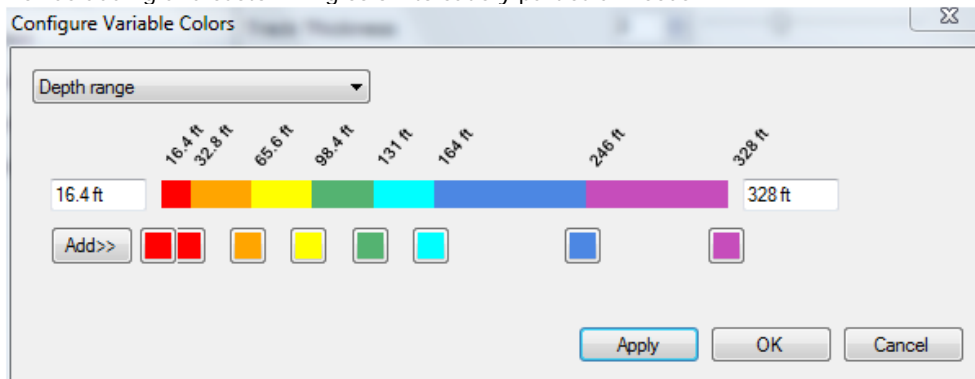 Configure Variable Colors
Depth range
16.4 ft 32.8 ft 65.6 ft 98.4 ft 131 ft 164 ft 246 ft 328 ft
16.4 ft 328 ft
Add>>
Apply OK Cancel